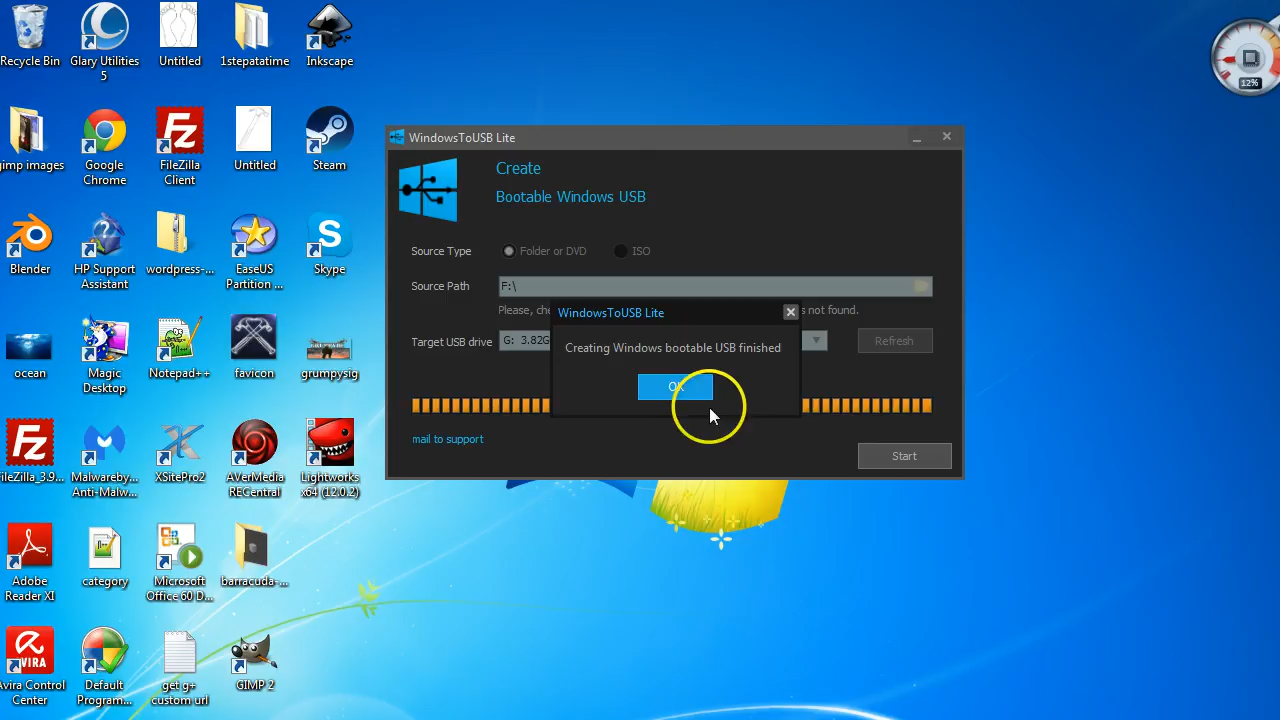 Recycle Bin
Glary Utilities
5
Untitled
1stepatatime
Inkscape
12%
gimp images
Google
Chrome
FileZilla
Client
Untitled
Steam
WindowsToUSB Lite
Create
Bootable Windows USB
Source Type
Folder or DVD
ISO
Source Path
F:\
Please, che
s not found.
Target USB drive
G: 3.82G
Refresh
WindowsToUSB Lite
Creating Windows bootable USB finished
OK
mail to support
Start
Blender
HP Support
Assistant
wordpress-...
EaseUS
Partition ...
Skype
ocean
Magic
Desktop
Notepad++
favicon
grumpysig
FileZilla_3.9...
Malwareby...
Anti-Malw...
XSitePro2
AVerMedia
RECentral
Lightworks
x64 (12.0.2)
Adobe
Reader XI
category
Microsoft
Office 60 D...
barracuda-...
AVIRA
Avira Control
Center
Default
Program...
get g+
custom url
GIMP 2